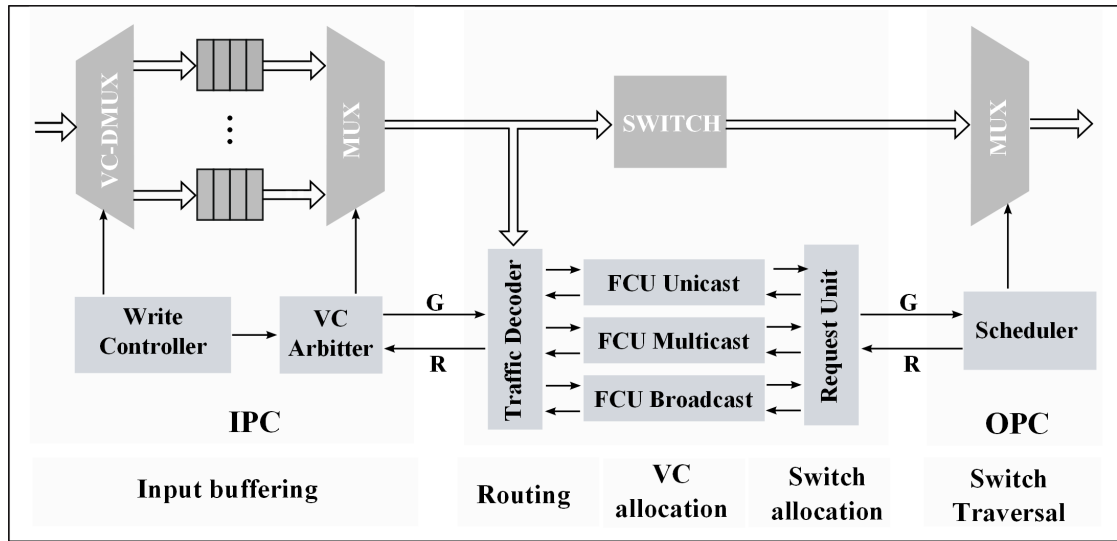 VC-DMUX
MUX
SWITCH
MUX
Write
Controller
VC
Arbitter
G
R
Traffic Decoder
FCU Unicast
FCU Multicast
FCU Broadcast
Request Unit
G
R
Scheduler
IPC
OPC
Input buffering
Routing
VC
allocation
Switch
allocation
Switch
Traversal